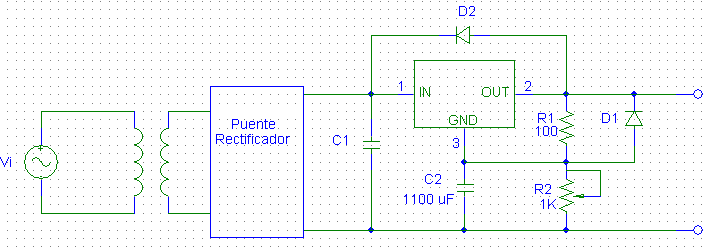 D2
1
IN
OUT
2
GND
3
Puente
Rectificador
C1
R1
100
D1
Vi
C2
1100 uF
R2
1K